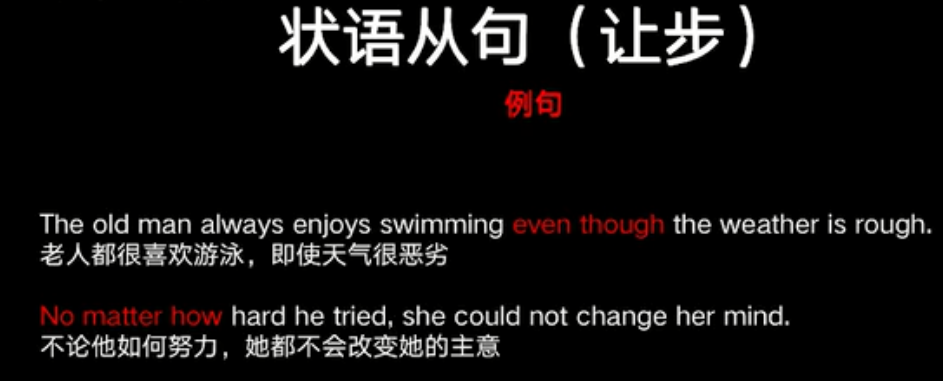 状语从句（让步）
例句
The old man always enjoys swimming even though the weather is rough.
老人都很喜欢游泳，即使天气很恶劣
No matter how hard he tried, she could not change her mind.
不论他如何努力，她都不会改变她的主意